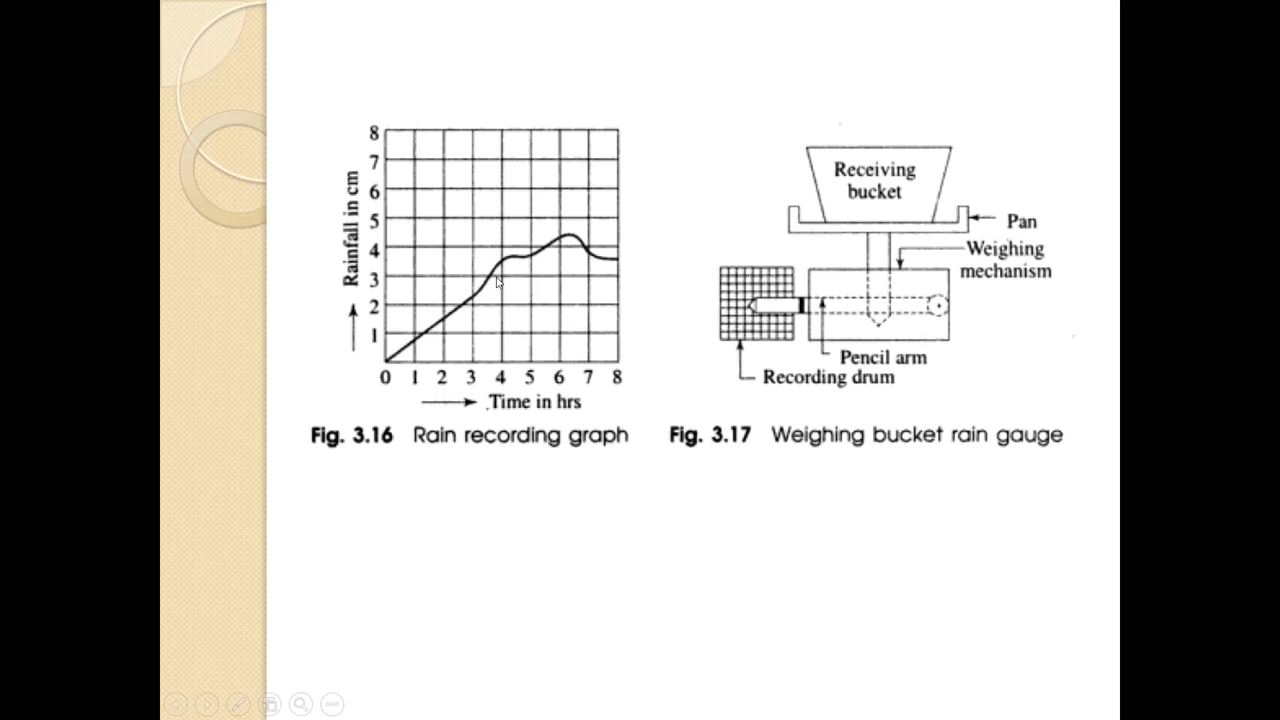 8
7
6
5
4
3
2
1
Rainfall in cm
0 1 2 3 4 5 6 7 8
Time in hrs
Fig. 3.16 Rain recording graph
Receiving
bucket
Pan
Weighing
mechanism
Pencil arm
Recording drum
Fig. 3.17 Weighing bucket rain gauge